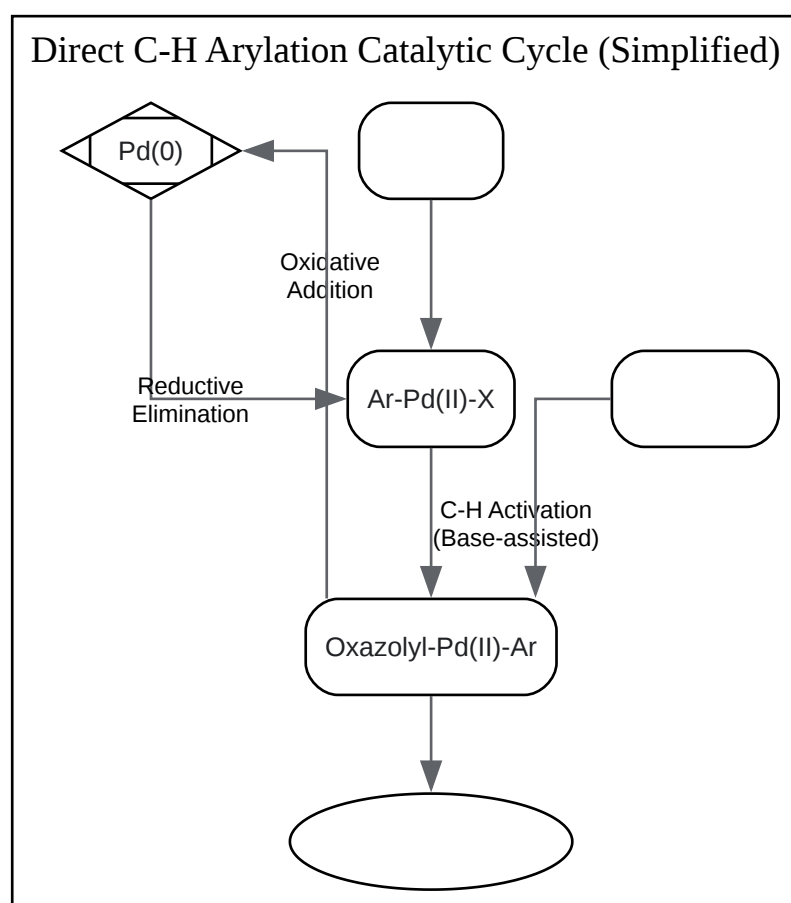 Direct C-H Arylation Catalytic Cycle (Simplified)
Pd(0)
Oxidative
Addition
Reductive
Elimination
Ar-Pd(II)-X
C-H Activation
(Base-assisted)
Oxazolyl-Pd(II)-Ar